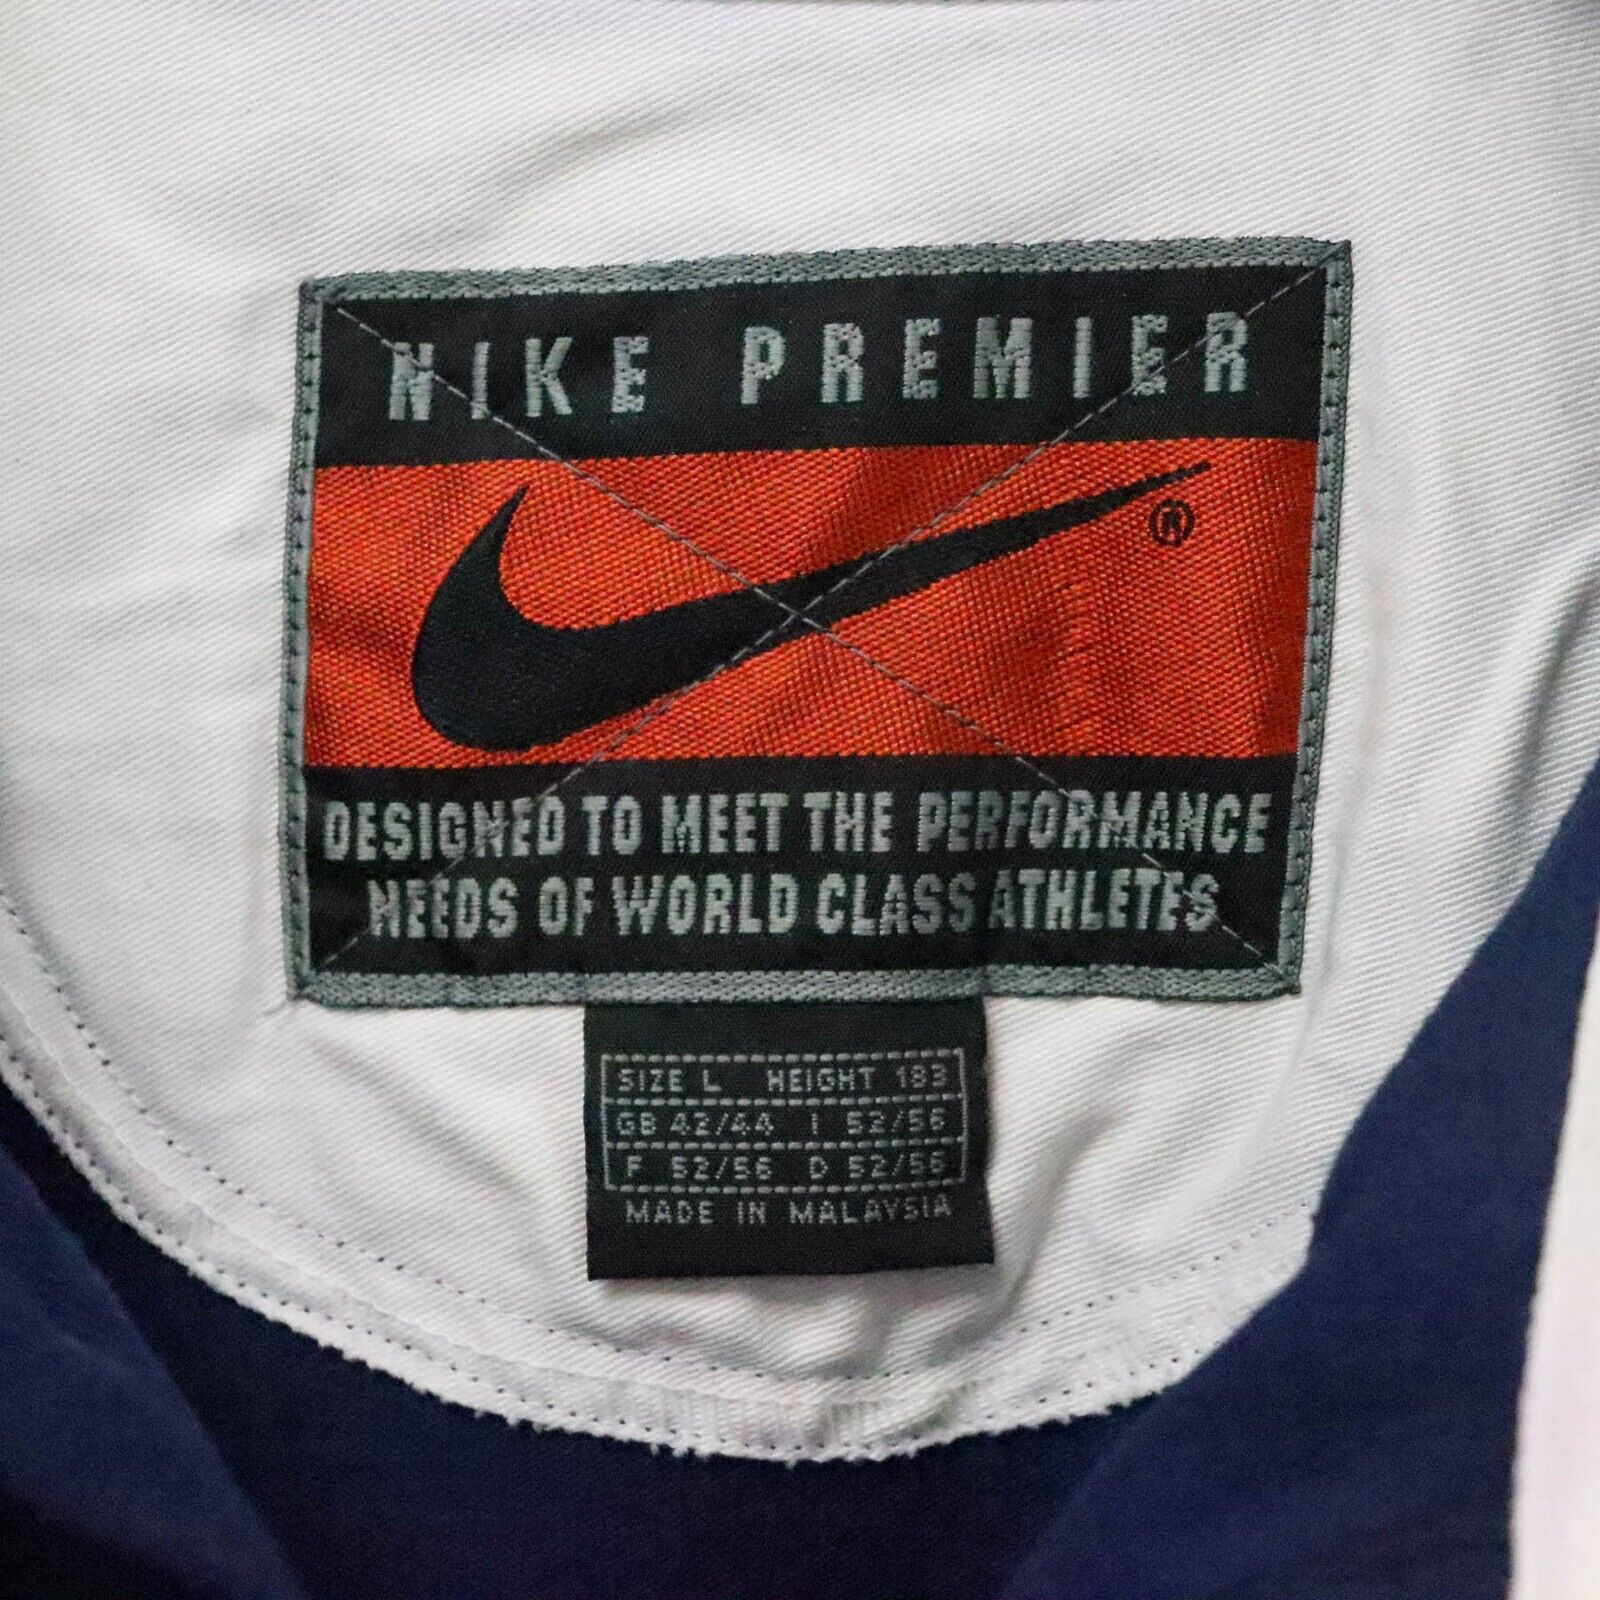 NIKE PREMIER
®
DESIGNED TO MEET THE PERFORMANCE
NEEDS OF WORLD CLASS ATHLETES
SIZE L HEIGHT 183
GB 42/44 I 52/56
F 52/56 D 52/56
MADE IN MALAYSIA